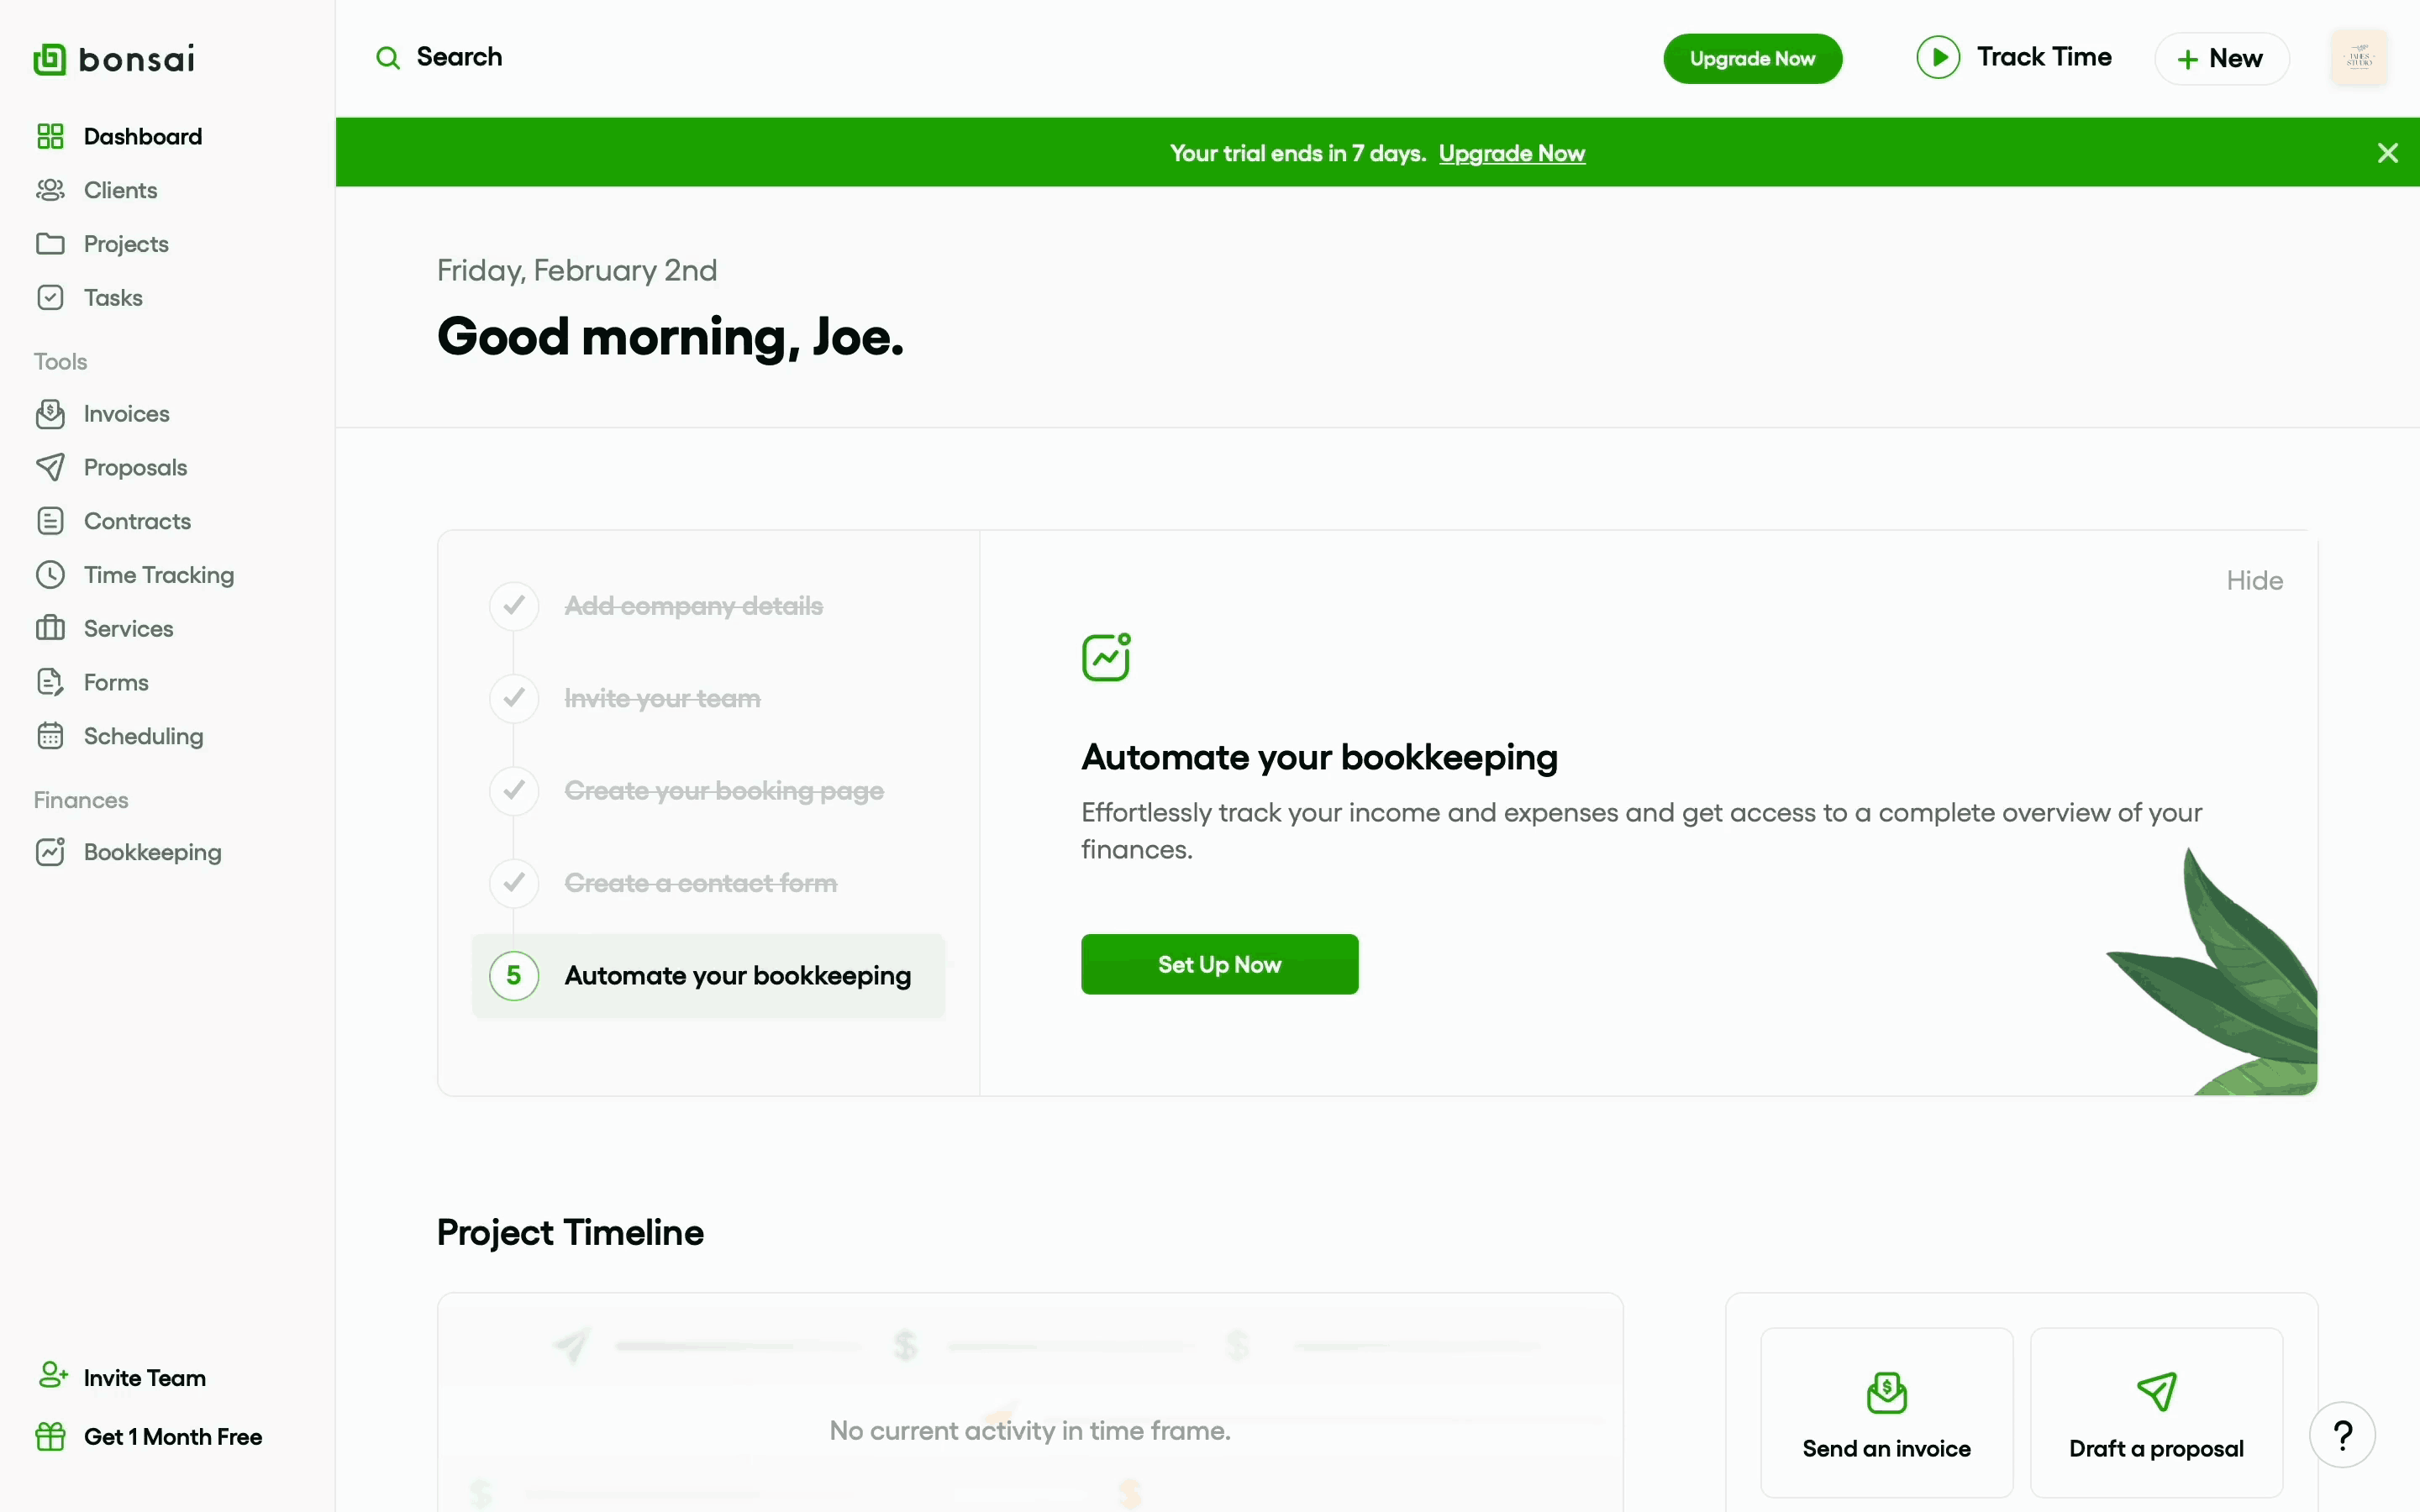 bonsai
Dashboard
Clients
Projects
Tasks
Tools
Invoices
Proposals
Contracts
Time Tracking
Services
Forms
Scheduling
Finances
Bookkeeping
Invite Team
Get 1 Month Free
Search
Upgrade Now
Track Time
+ New
STUDIO
Your trial ends in 7 days. Upgrade Now
Friday, February 2nd
Good morning, Joe.
Add company details
Invite your team
Create your booking page
Create a contact form
5 Automate your bookkeeping
Hide
Automate your bookkeeping
Effortlessly track your income and expenses and get access to a complete overview of your
finances.
Set Up Now
Project Timeline
No current activity in time frame.
Send an invoice
Draft a proposal
?